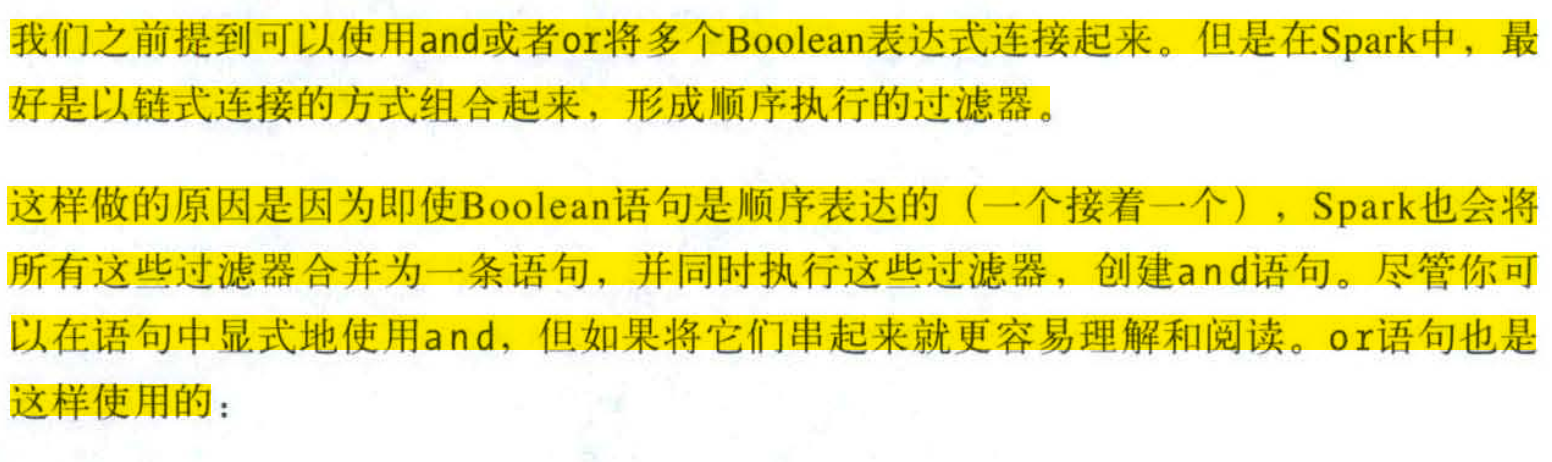 我们之前提到可以使用and或者or将多个Boolean表达式连接起来。但是在Spark中，最
好是以链式连接的方式组合起来，形成顺序执行的过滤器。
这样做的原因是因为即使Boolean语句是顺序表达的（一个接着一个），Spark也会将
所有这些过滤器合并为一条语句，并同时执行这些过滤器，创建and语句。尽管你可
以在语句中显式地使用and，但如果将它们串起来就更容易理解和阅读。or语句也是
这样使用的：